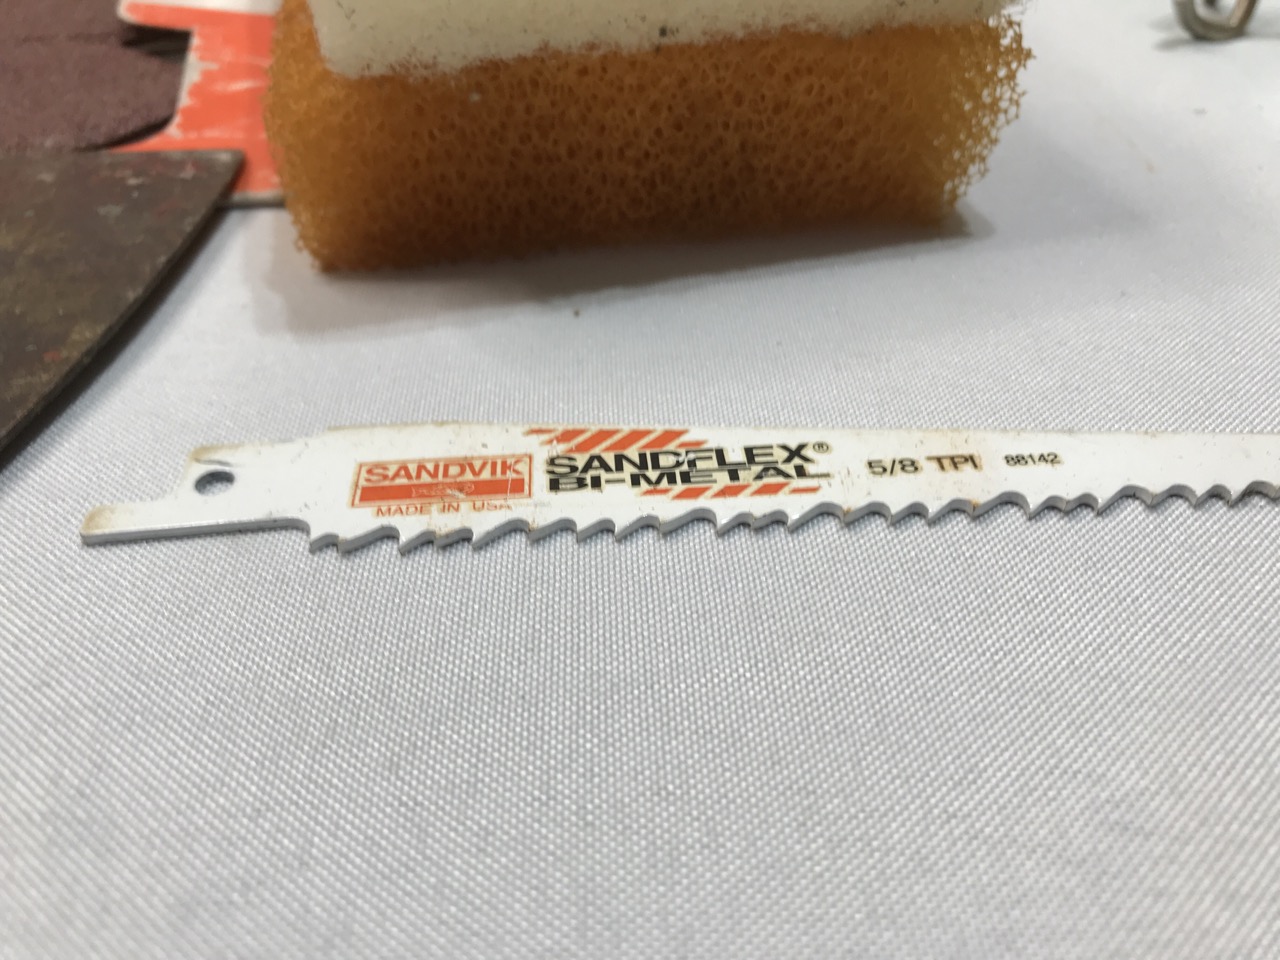 SANDVIK
MADE IN USA
SANDFLEX®
BI-METAL
5/8 TPI 88142